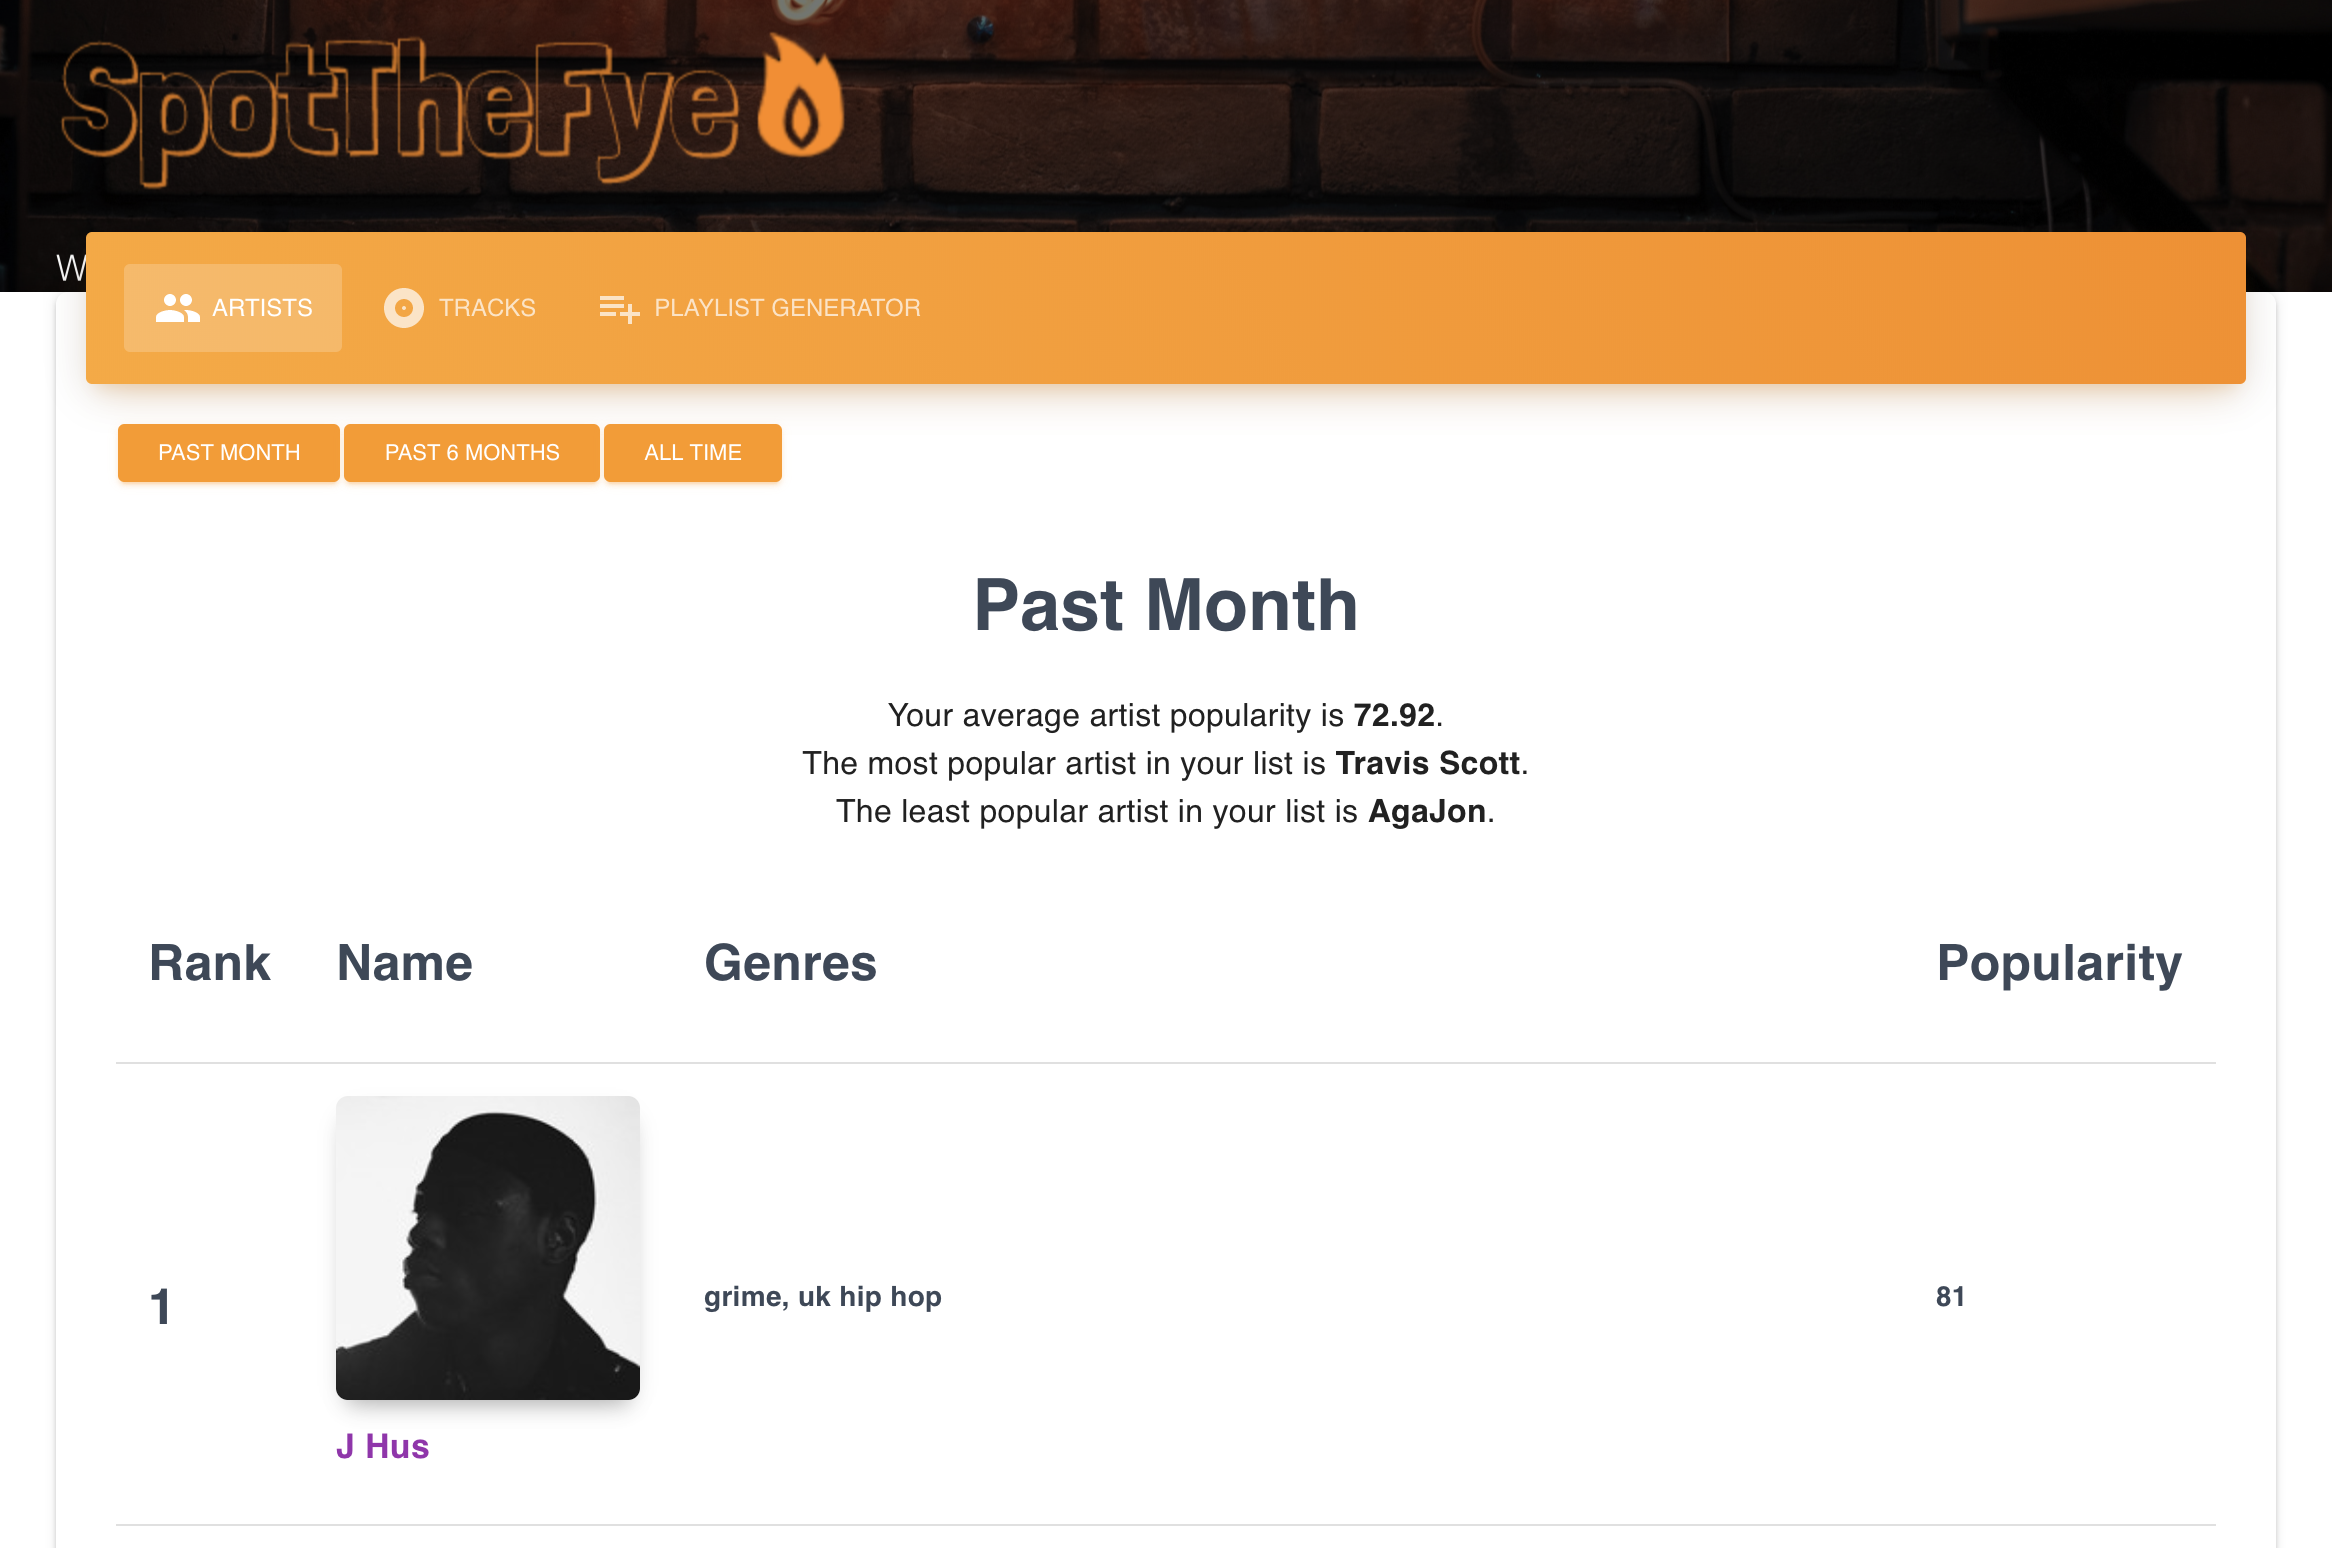 SpotTheFye
W
ARTISTS TRACKS PLAYLIST GENERATOR
PAST MONTH PAST 6 MONTHS ALL TIME
Past Month
Your average artist popularity is 72.92.
The most popular artist in your list is Travis Scott.
The least popular artist in your list is AgaJon.
Rank Name Genres Popularity
1 grime, uk hip hop 81
J Hus